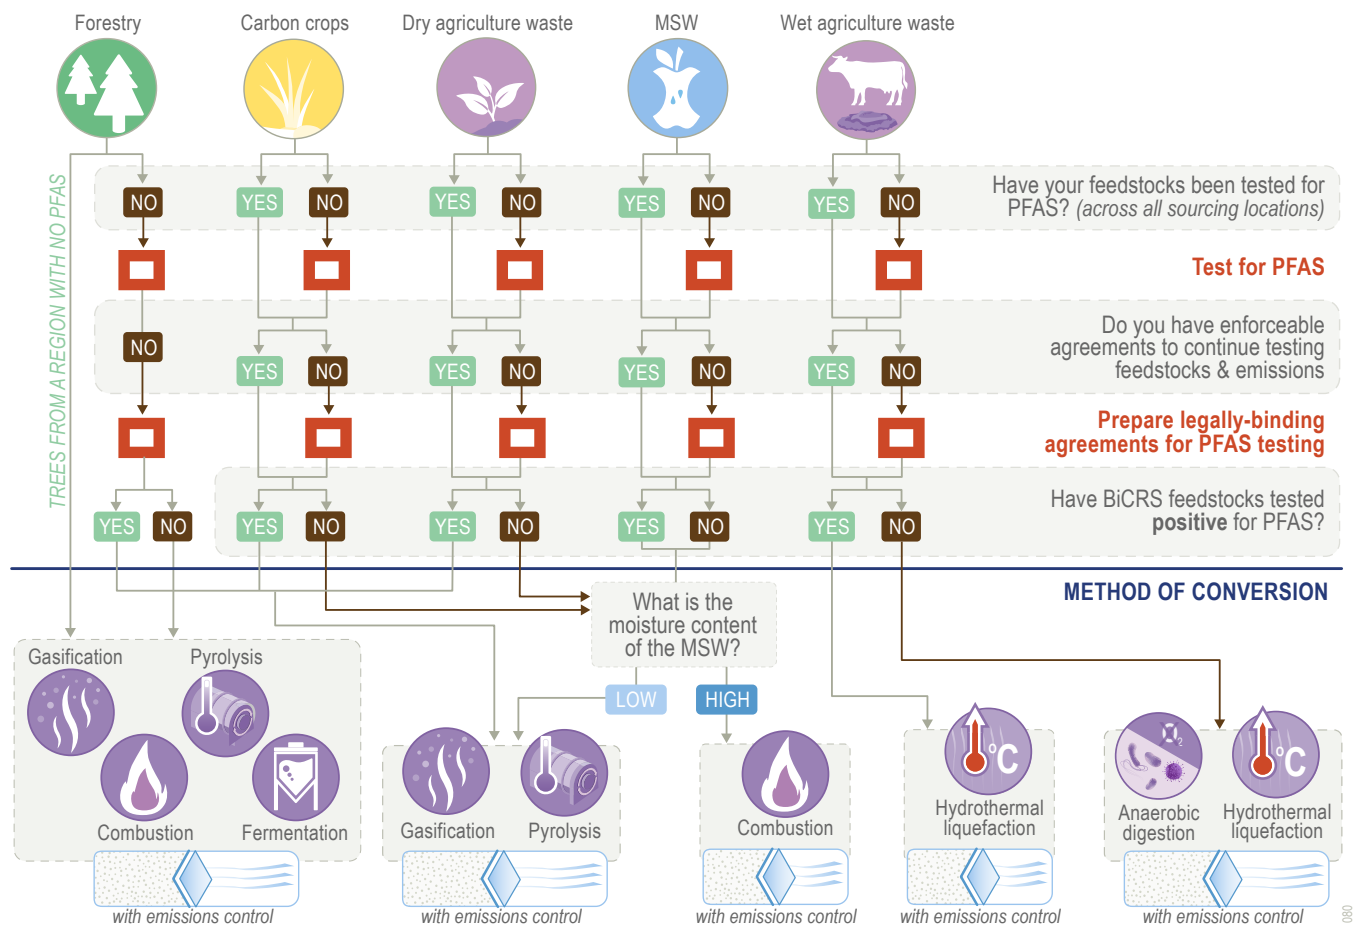 Forestry
Carbon crops
Dry agriculture waste
MSW
Wet agriculture waste
TREES FROM A REGION WITH NO PFAS
NO
YES
NO
YES
NO
YES
NO
YES
NO
Have your feedstocks been tested for
PFAS? (across all sourcing locations)
Test for PFAS
NO
YES
NO
YES
NO
YES
NO
YES
NO
Do you have enforceable
agreements to continue testing
feedstocks & emissions
Prepare legally-binding
agreements for PFAS testing
YES
NO
YES
NO
YES
NO
YES
NO
YES
NO
Have BiCRS feedstocks tested
positive for PFAS?
METHOD OF CONVERSION
What is the
moisture content
of the MSW?
LOW
HIGH
Gasification
Pyrolysis
Combustion
Fermentation
with emissions control
Gasification
Pyrolysis
with emissions control
Combustion
with emissions control
°C
Hydrothermal
liquefaction
with emissions control
O2
Anaerobic
digestion
°C
Hydrothermal
liquefaction
with emissions control
080